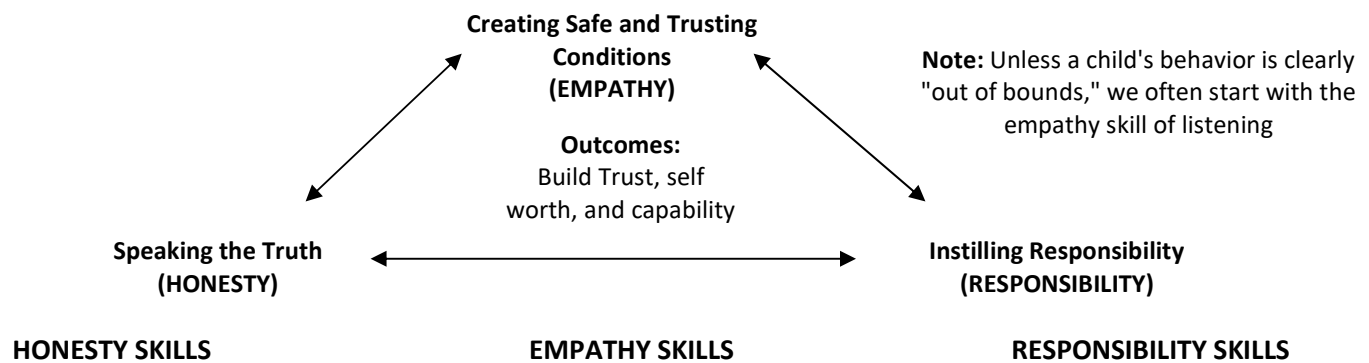 Creating Safe and Trusting
Conditions
(EMPATHY)
Note: Unless a child's behavior is clearly
"out of bounds," we often start with the
empathy skill of listening
Outcomes:
Build Trust, self
worth, and capability
Speaking the Truth
(HONESTY)
Instilling Responsibility
(RESPONSIBILITY)
HONESTY SKILLS
EMPATHY SKILLS
RESPONSIBILITY SKILLS